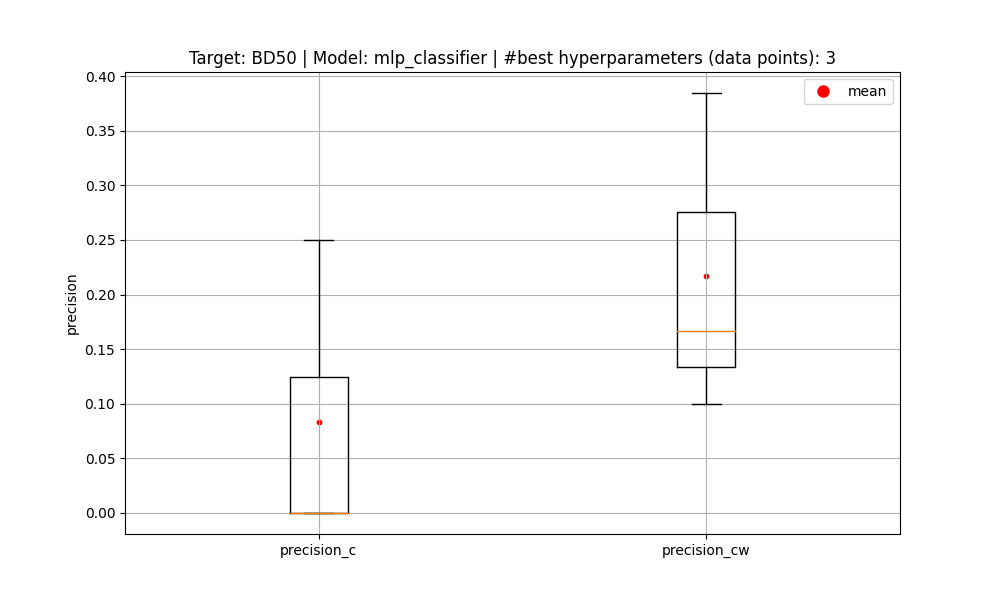 Target: BD50 | Model: mlp_classifier | #best hyperparameters (data points): 3
mean
0.40
0.35
0.30
0.25
0.20
0.15
0.10
0.05
0.00
precision
precision_c
precision_cw